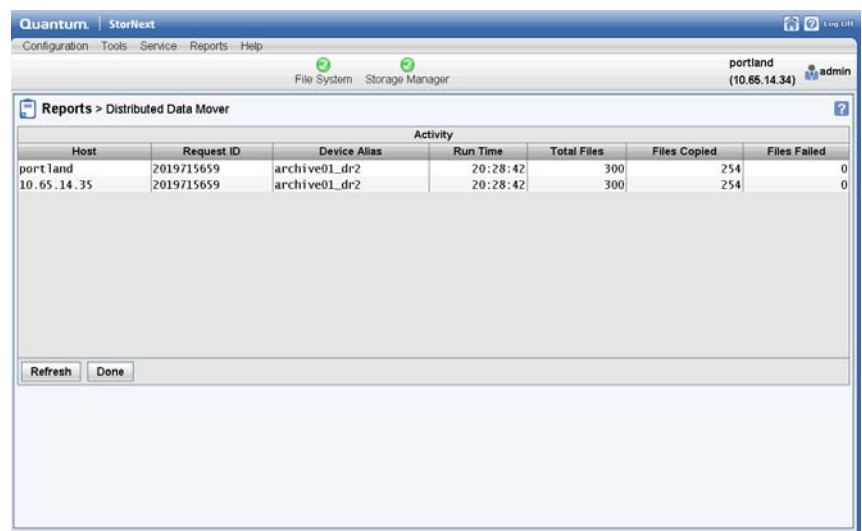 Quantum. StorNext Log Off
Configuration Tools Service Reports Help
File System Storage Manager
portland
(10.65.14.34)
admin
Reports > Distributed Data Mover
Activity
Host Request ID Device Alias Run Time Total Files Files Copied Files Failed
portland 2019715659 archive01_dr2 20:28:42 300 254 0
10.65.14.35 2019715659 archive01_dr2 20:28:42 300 254 0
Refresh Done